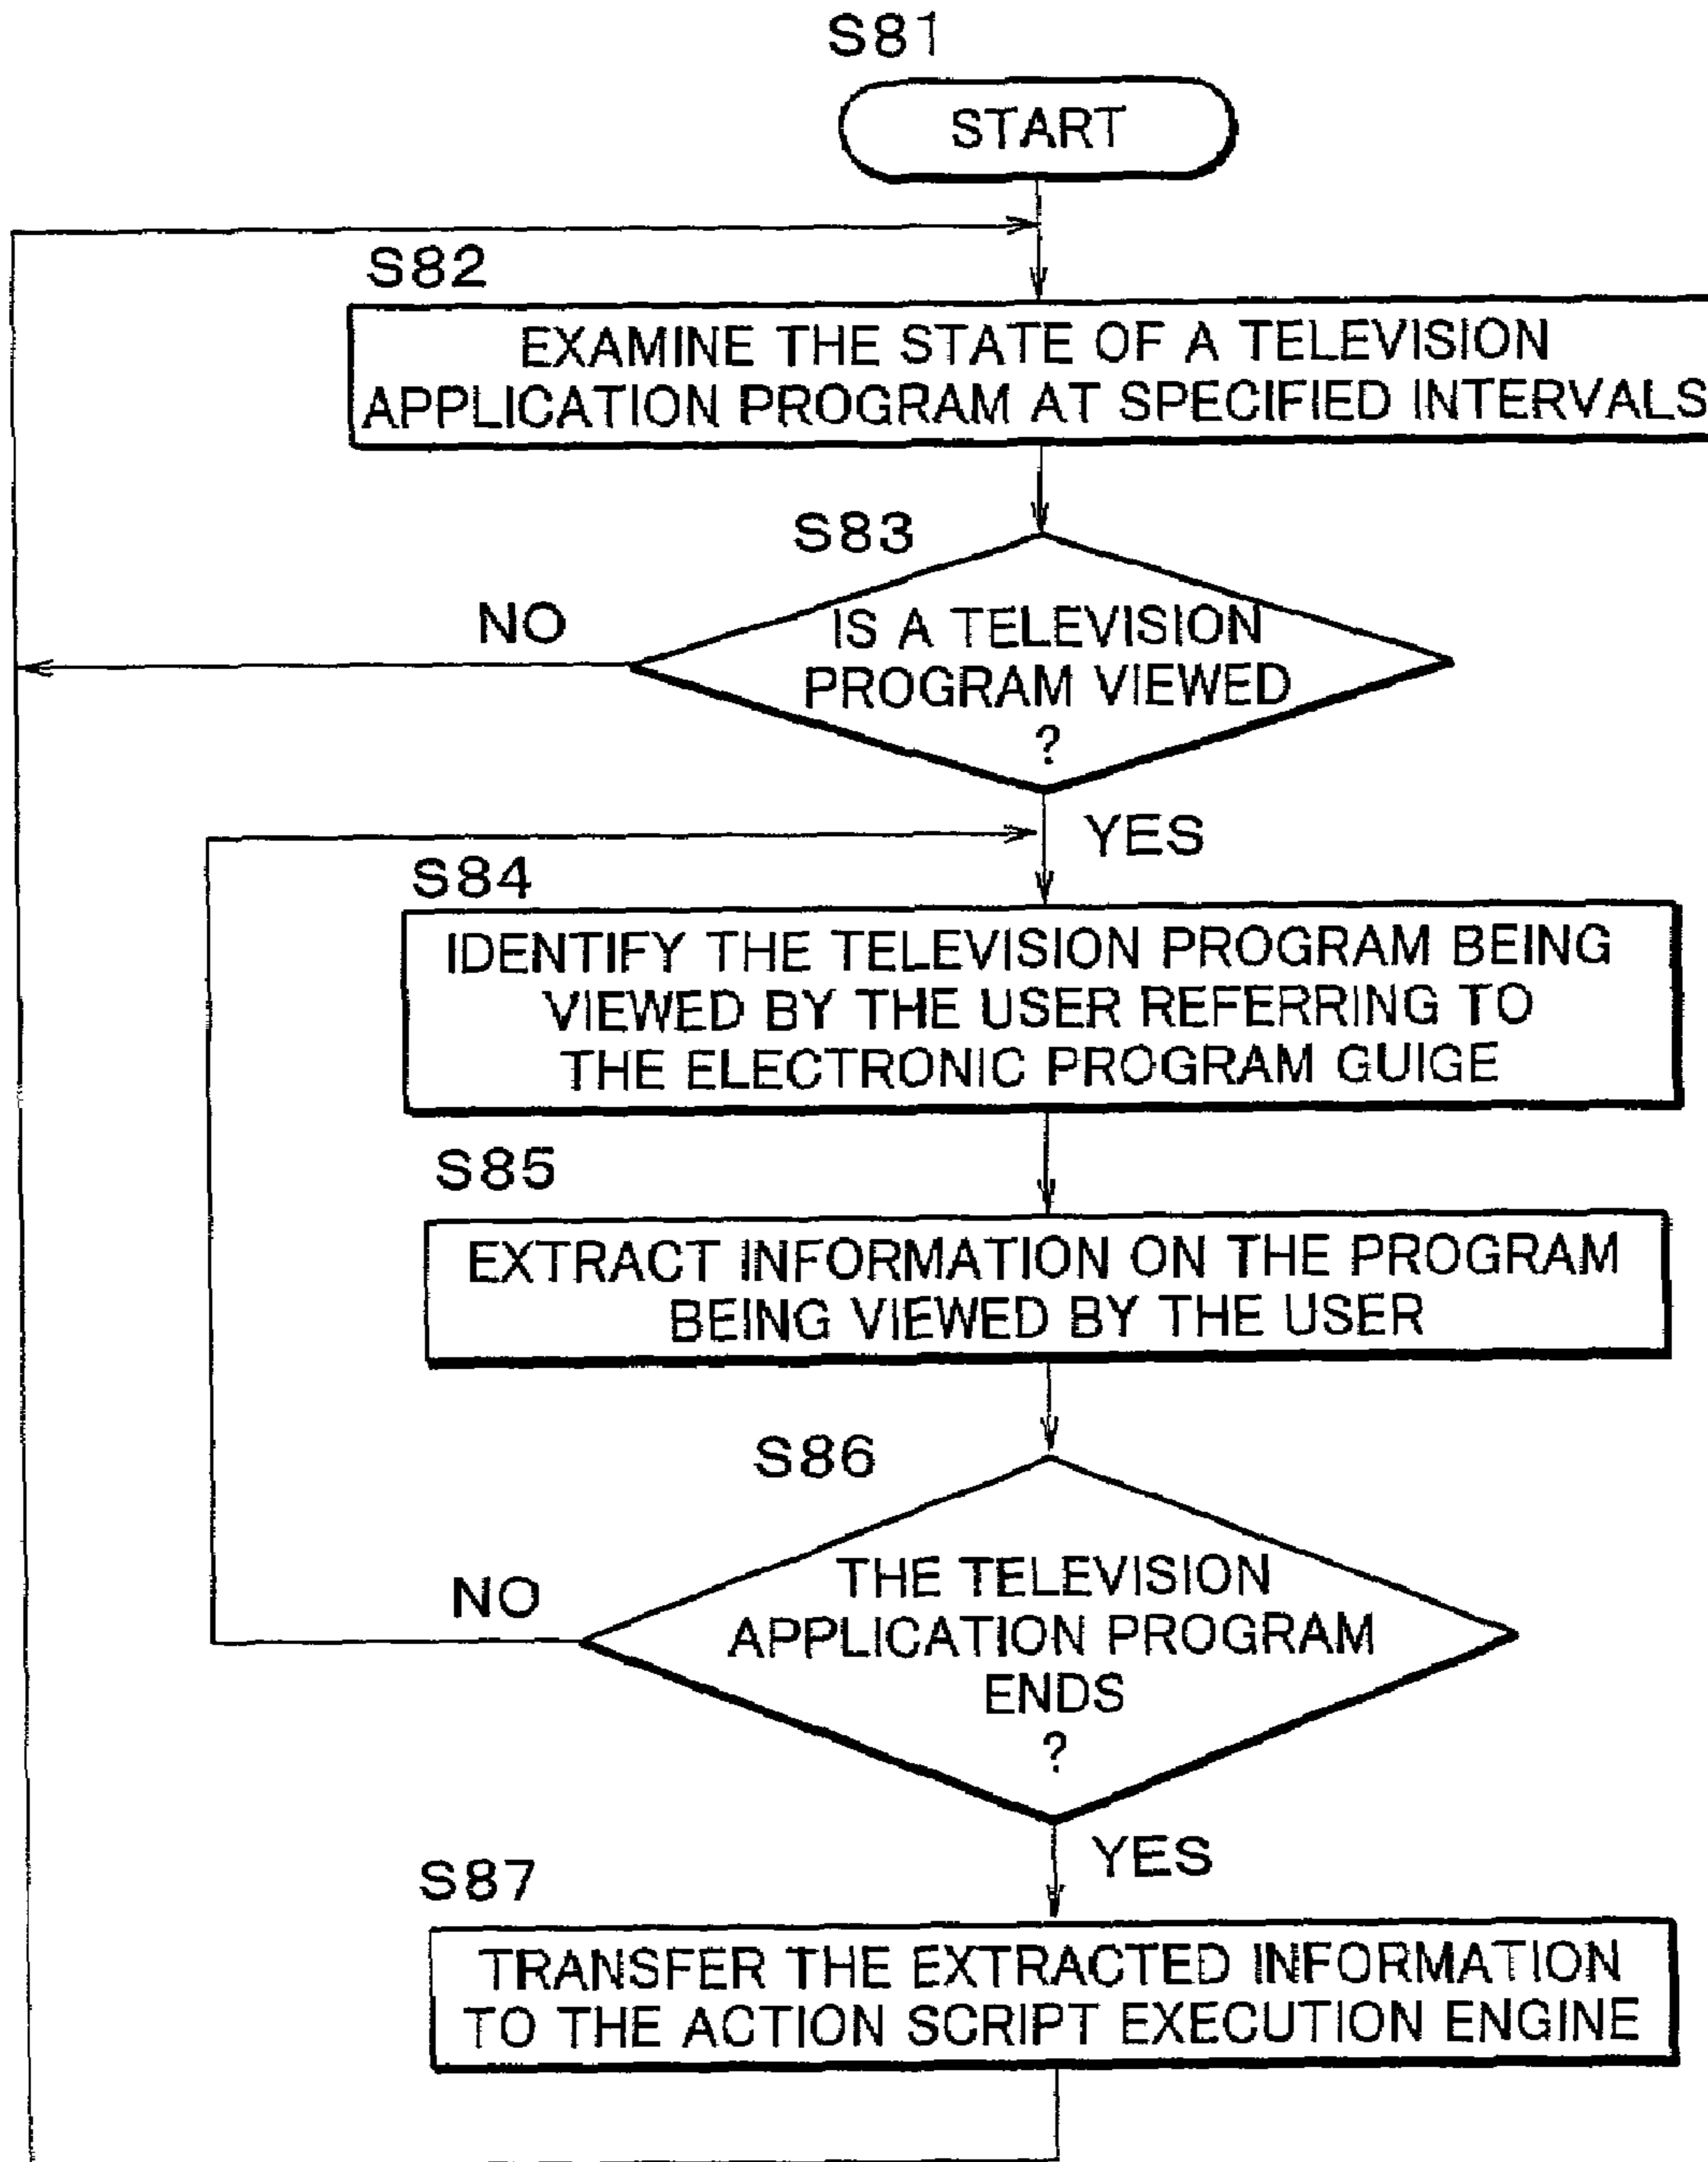 S81
START
S82
EXAMINE THE STATE OF A TELEVISION
APPLICATION PROGRAM AT SPECIFIED INTERVALS
S83
NO
IS A TELEVISION
PROGRAM VIEWED
?
YES
S84
IDENTIFY THE TELEVISION PROGRAM BEING
VIEWED BY THE USER REFERRING TO
THE ELECTRONIC PROGRAM GUIGE
S85
EXTRACT INFORMATION ON THE PROGRAM
BEING VIEWED BY THE USER
S86
NO
THE TELEVISION
APPLICATION PROGRAM
ENDS
?
YES
S87
TRANSFER THE EXTRACTED INFORMATION
TO THE ACTION SCRIPT EXECUTION ENGINE